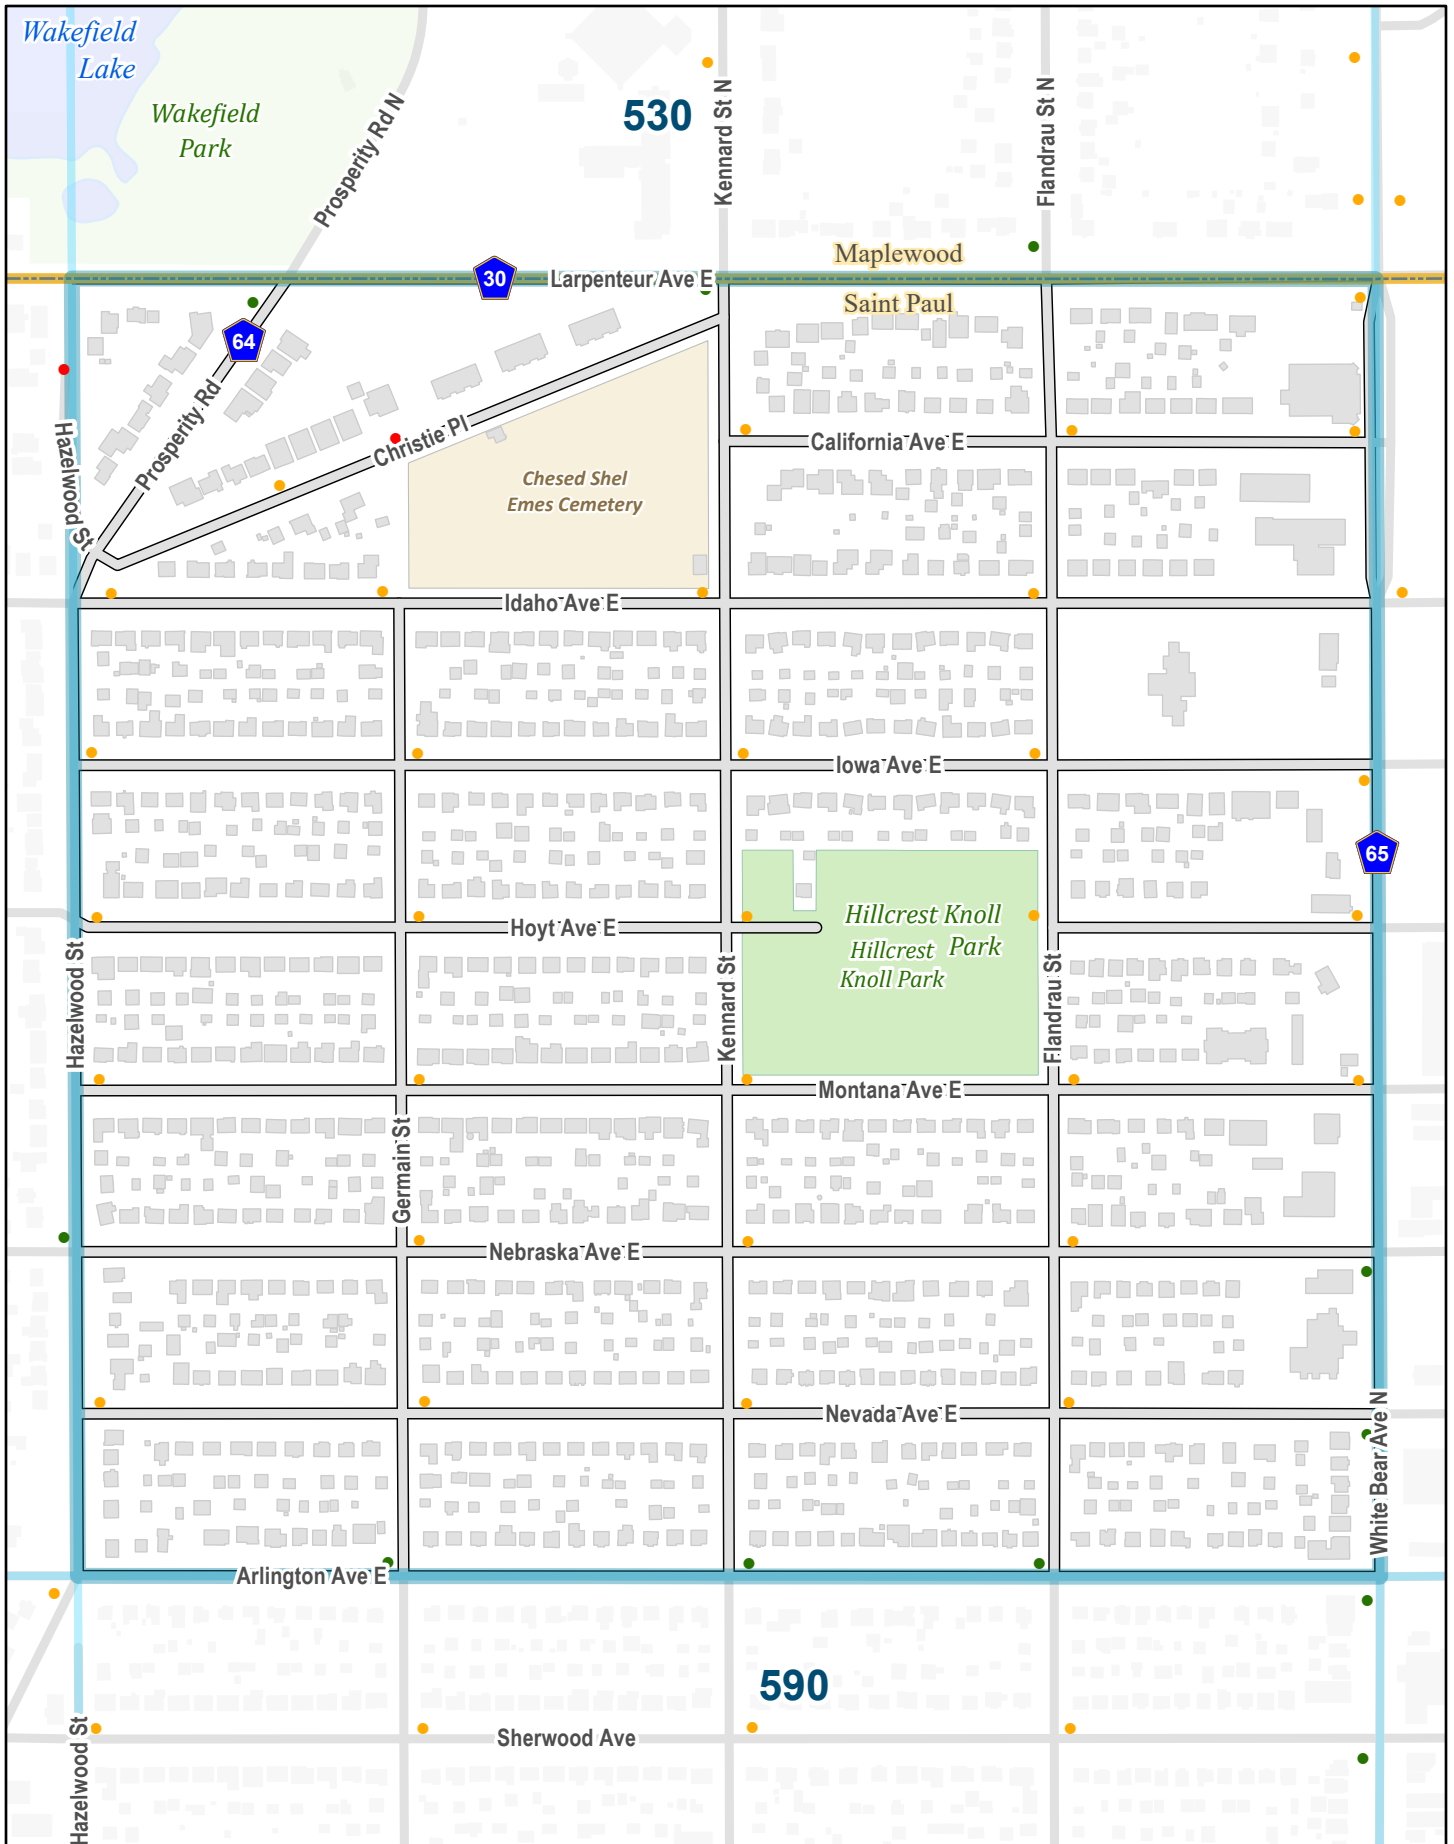 Wakefield
Lake
Wakefield
Park
Prosperity Rd N
530
Kennard St N
Flandrau St N
Maplewood
30
Larpenteur Ave E
Saint Paul
64
Prosperity Rd
Christie Pl
California Ave E
Hazelwood St
Chesed Shel
Emes Cemetery
Idaho Ave E
Iowa Ave E
65
Hillcrest Knoll
Park
Hillcrest
Knoll Park
Hoyt Ave E
Hazelwood St
Kennard St
Flandrau St
Montana Ave E
Germain St
Nebraska Ave E
Nevada Ave E
White Bear Ave N
Arlington Ave E
590
Sherwood Ave
Hazelwood St